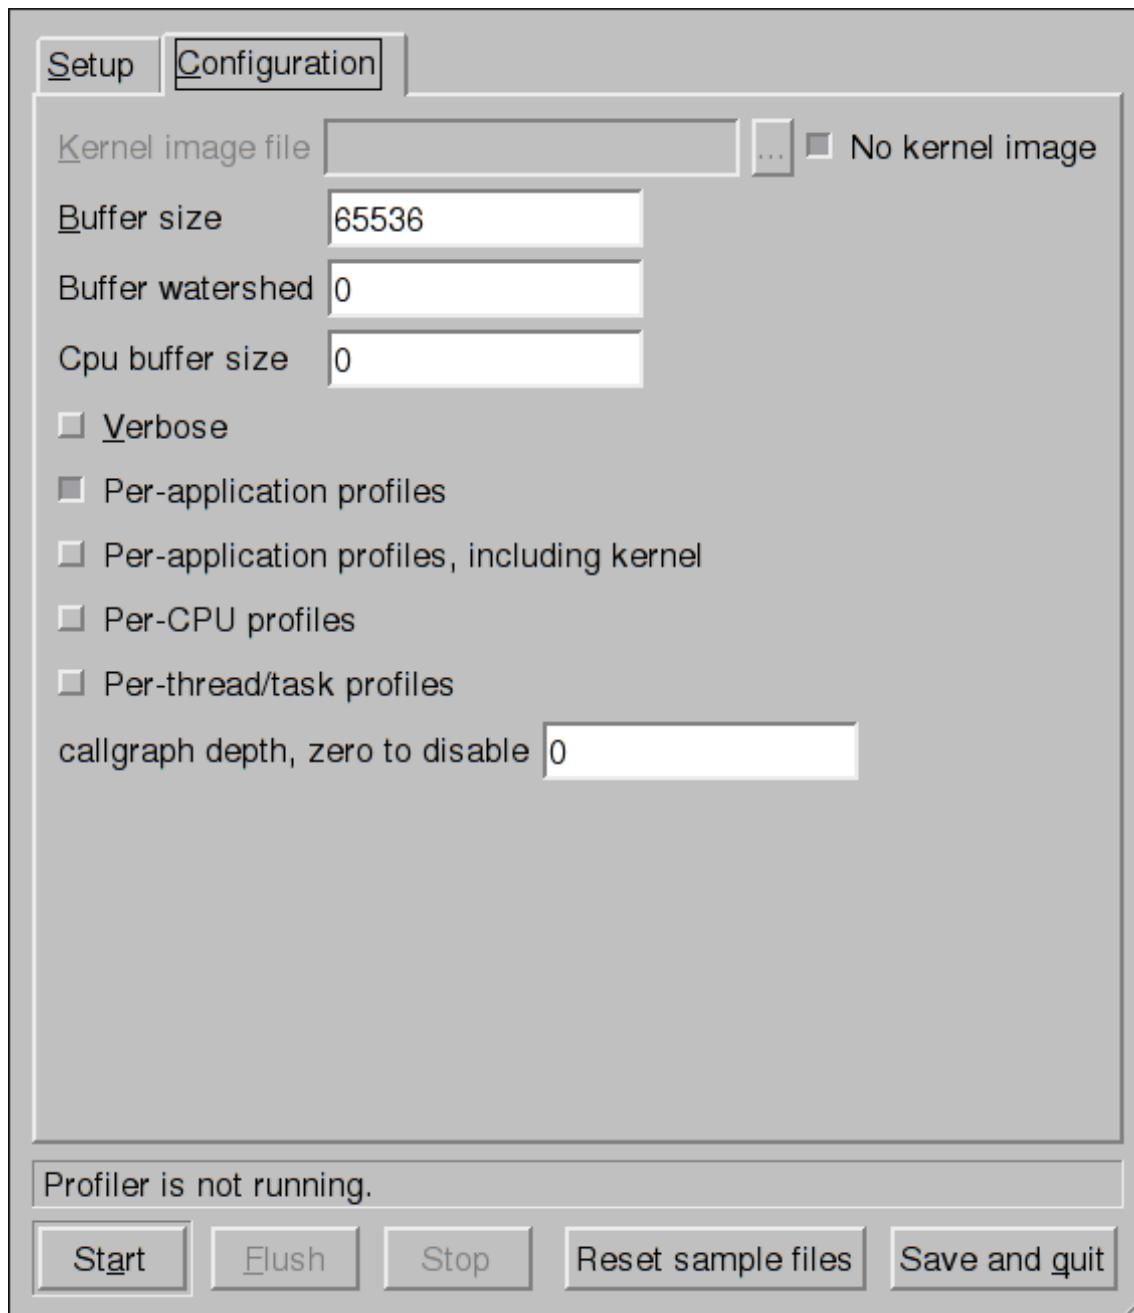 Setup Configuration
Kernel image file ... No kernel image
Buffer size 65536
Buffer watershed 0
Cpu buffer size 0
Verbose
Per-application profiles
Per-application profiles, including kernel
Per-CPU profiles
Per-thread/task profiles
callgraph depth, zero to disable 0
Profiler is not running.
Start Flush Stop Reset sample files Save and quit